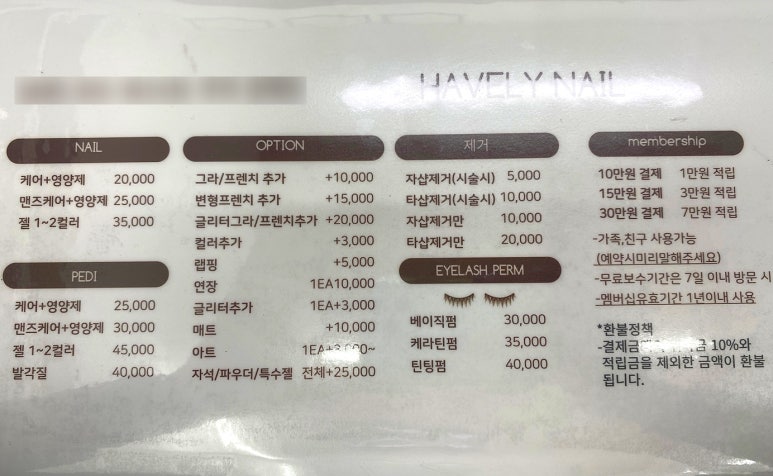 HAVELY NAIL
NAIL
케어+영양제 20,000
맨즈케어+영양제 25,000
젤 1~2컬러 35,000
PEDI
케어+영양제 25,000
맨즈케어+영양제 30,000
젤 1~2컬러 45,000
발각질 40,000
OPTION
그라/프렌치 추가 +10,000
변형프렌치 추가 +15,000
글리터그라/프렌치추가 +20,000
컬러추가 +3,000
랩핑 +5,000
연장 1EA10,000
글리터추가 1EA+3,000
매트 +10,000
아트 1EA+3,000~
자석/파우더/특수젤 전체+25,000
제거
자샵제거(시술시) 5,000
타샵제거(시술시) 10,000
자샵제거만 10,000
타샵제거만 20,000
EYELASH PERM
베이직펌 30,000
케라틴펌 35,000
틴팅펌 40,000
membership
10만원 결제 1만원 적립
15만원 결제 3만원 적립
30만원 결제 7만원 적립
-가족,친구 사용가능
(예약시미리말해주세요)
-무료보수기간은 7일 이내 방문 시
-멤버십유효기간 1년이내 사용
*환불정책
-결제금 10%와
적립금을 제외한 금액이 환불
됩니다.